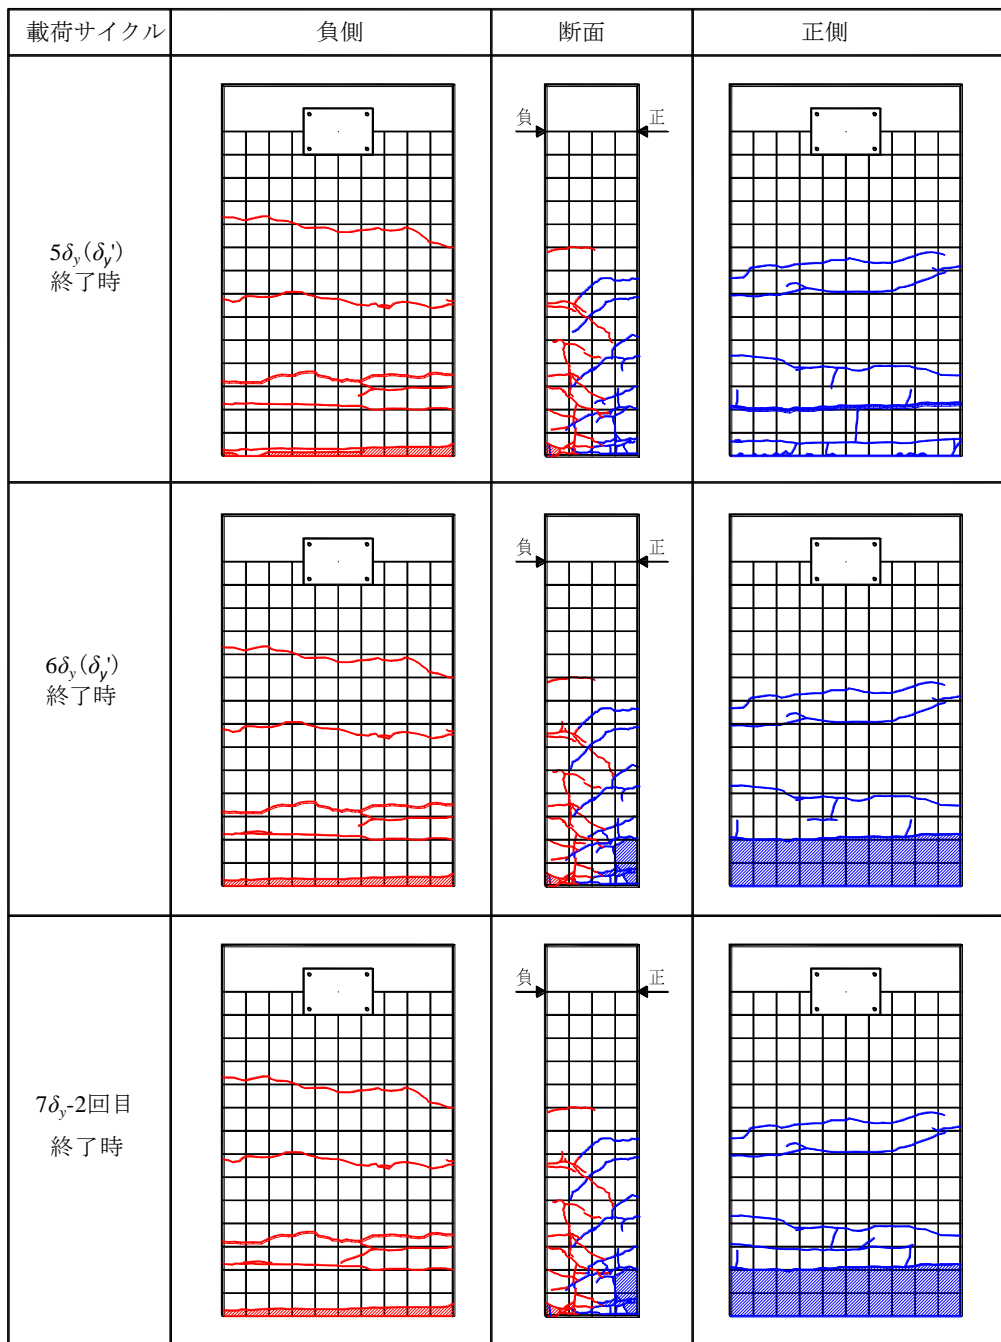 載荷サイクル 負側 断面 正側
負 正
5δy(δy')
終了時
負 正
6δy(δy')
終了時
負 正
7δy-2回目
終了時